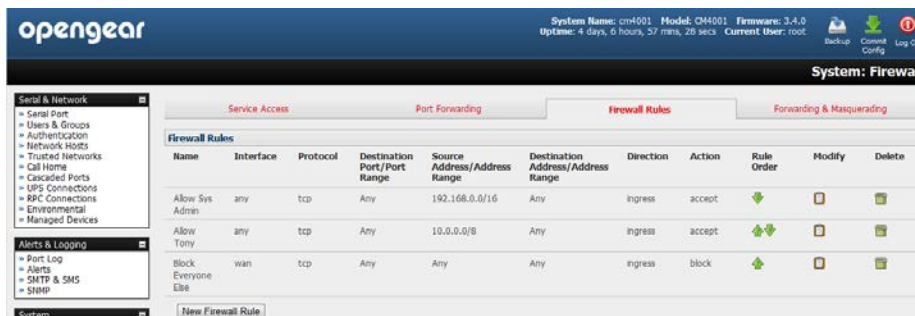 opengear
System Name: cm4001 Model: CM4001 Firmware: 3.4.0
Uptime: 4 days, 6 hours, 57 mins, 28 secs Current User: root
Backup
Commit Config
Log O
System: Firewa
Serial & Network
» Serial Port
» Users & Groups
» Authentication
» Network Hosts
» Trusted Networks
» Call Home
» Cascaded Ports
» UPS Connections
» RPC Connections
» Environmental
» Managed Devices
Alerts & Logging
» Port Log
» Alerts
» SMTP & SMS
» SNMP
System
Service Access
Port Forwarding
Firewall Rules
Forwarding & Masquerading
Firewall Rules
Name Interface Protocol Destination Port/Port Range Source Address/Address Range Destination Address/Address Range Direction Action Rule Order Modify Delete
Allow Sys Admin any tcp Any 192.168.0.0/16 Any ingress accept
Allow Tony any tcp Any 10.0.0.0/8 Any ingress accept
Block Everyone Else wan tcp Any Any Any ingress block
New Firewall Rule